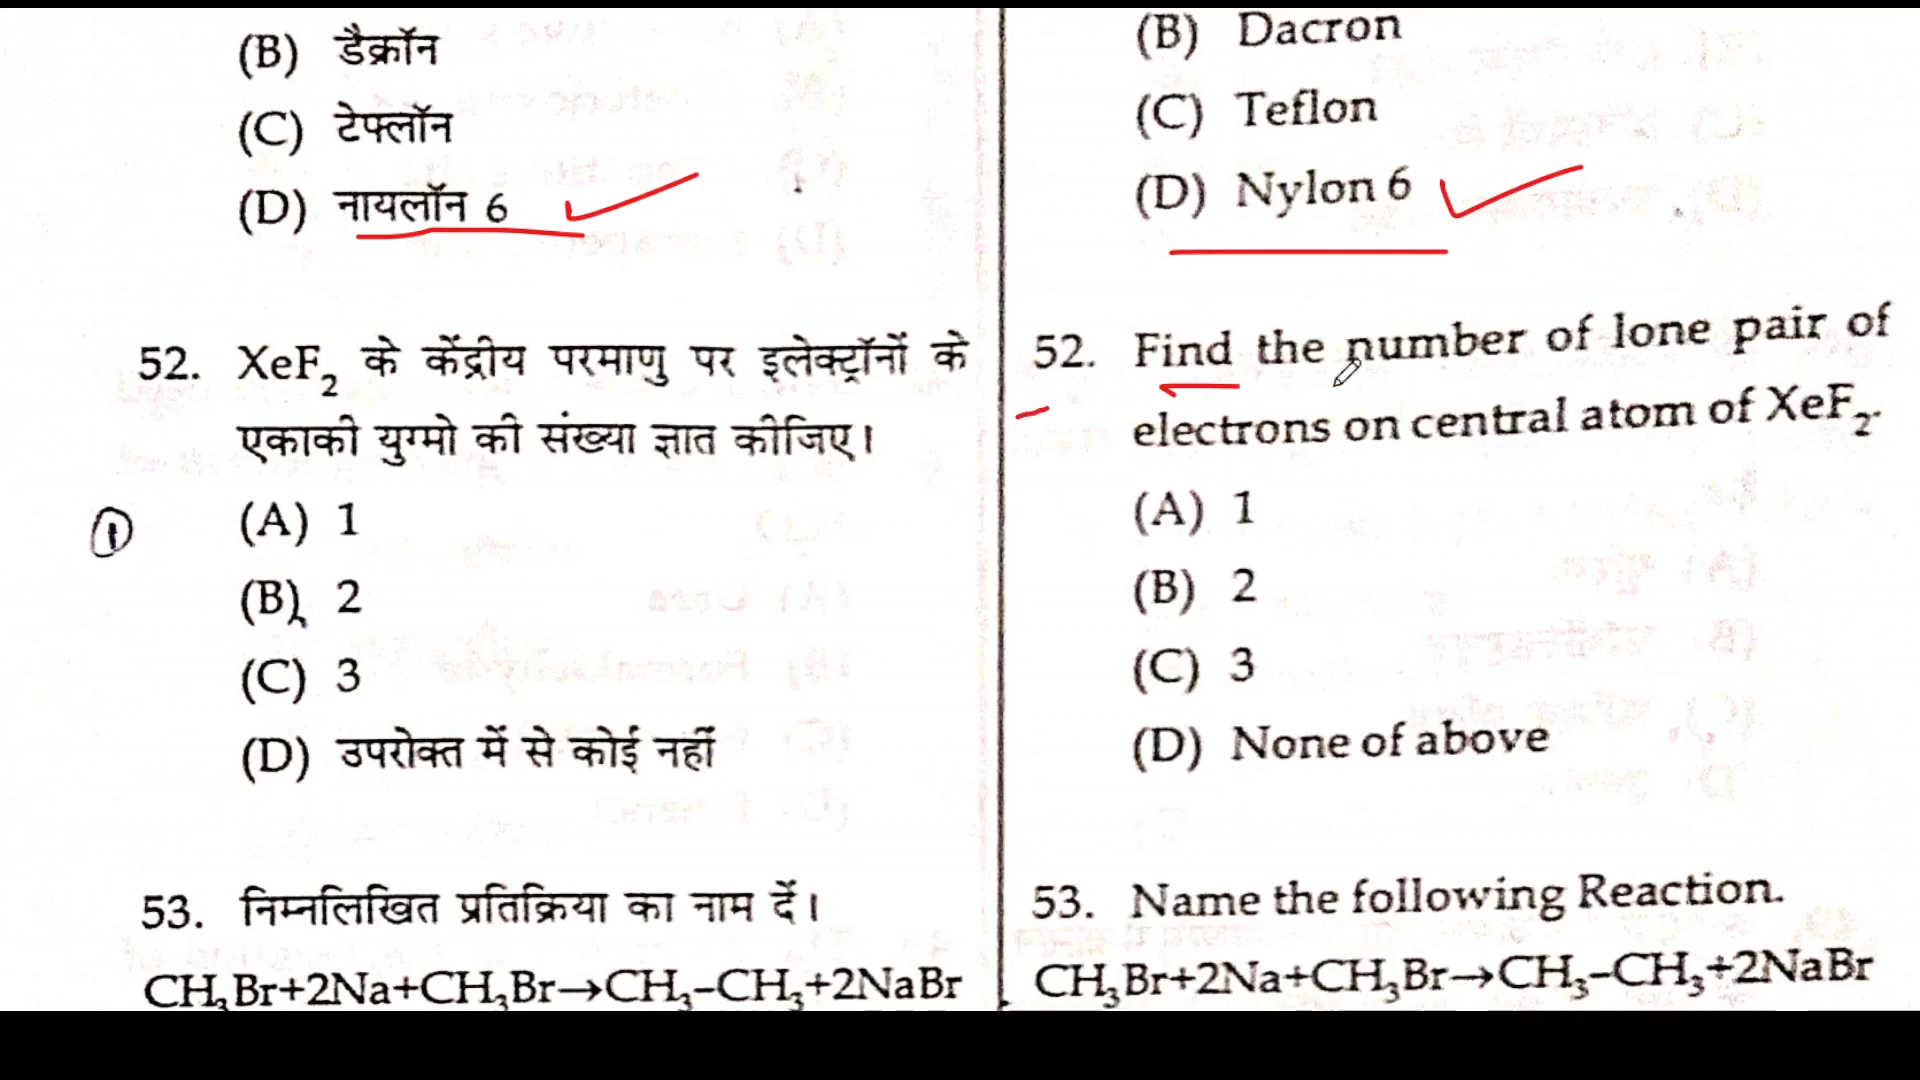 (B) डैक्रॉन
(C) टेफ्लॉन
(D) नायलॉन 6
52. XeF₂ के केंद्रीय परमाणु पर इलेक्ट्रॉनों के
एकाकी युग्मो की संख्या ज्ञात कीजिए।
(A) 1
(B) 2
(C) 3
(D) उपरोक्त में से कोई नहीं
53. निम्नलिखित प्रतिक्रिया का नाम दें।
CH₃Br+2Na+CH₃Br→CH₃–CH₃+2NaBr
(B) Dacron
(C) Teflon
(D) Nylon 6
52. Find the number of lone pair of
electrons on central atom of XeF₂.
(A) 1
(B) 2
(C) 3
(D) None of above
53. Name the following Reaction.
CH₃Br+2Na+CH₃Br→CH₃–CH₃+2NaBr
①